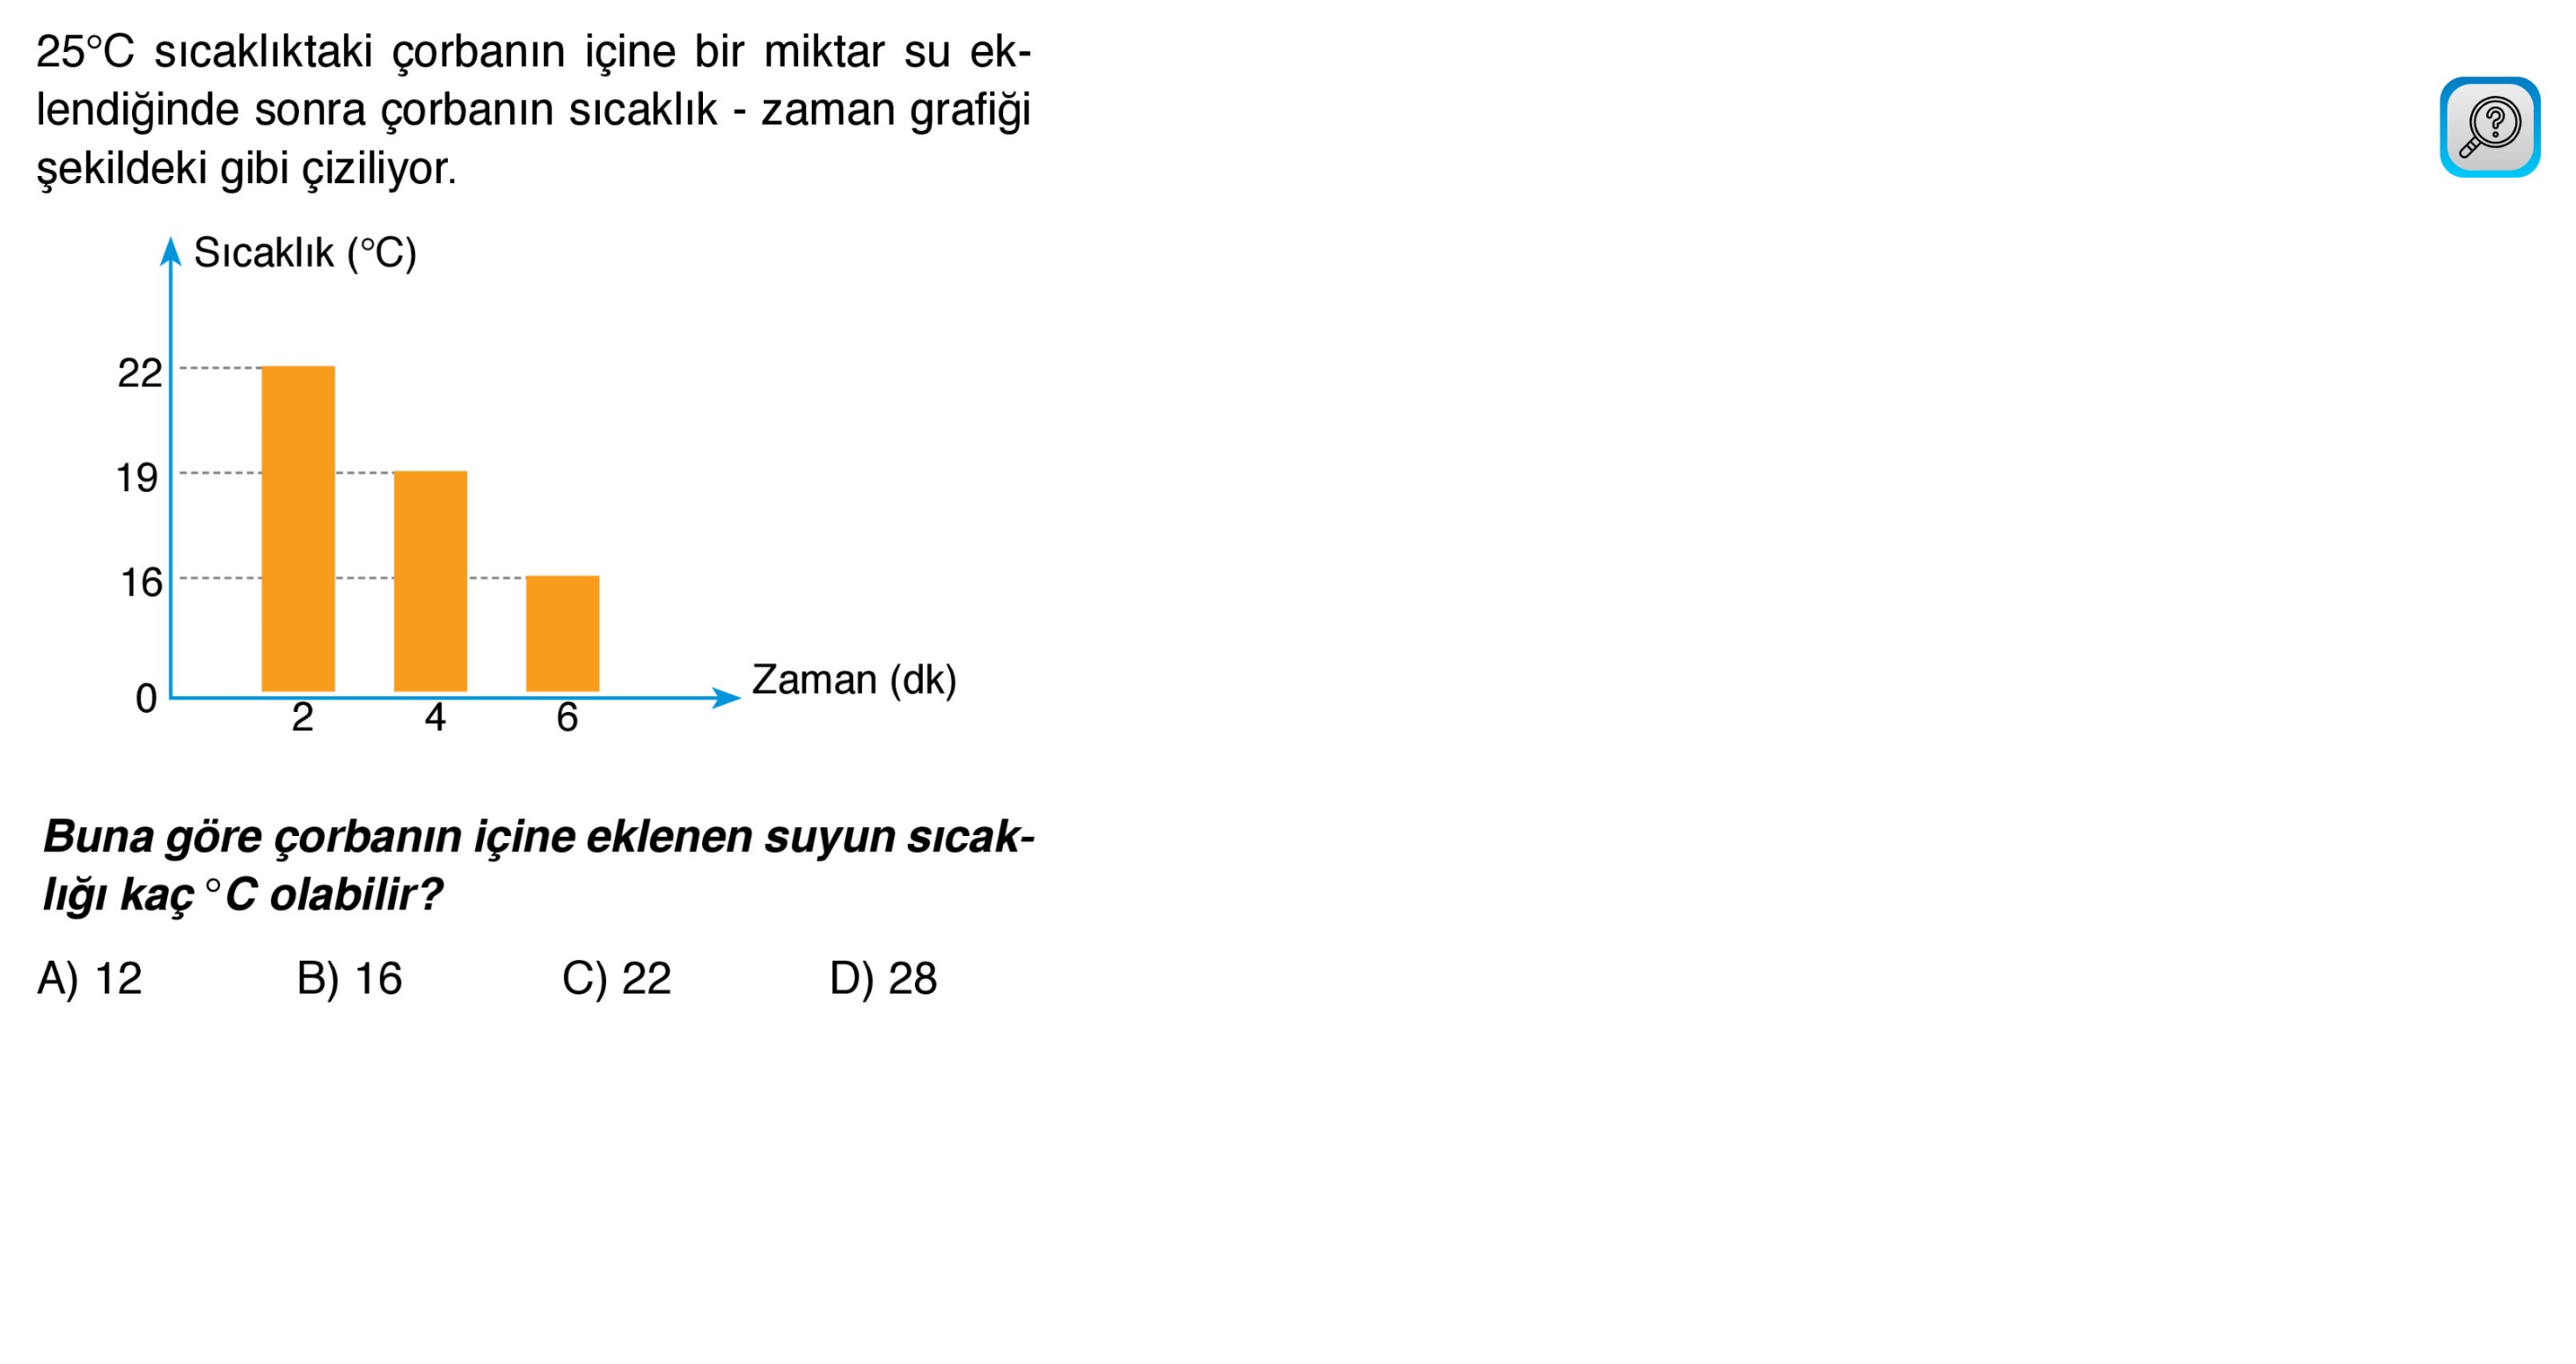 25°C sıcaklıktaki çorbanın içine bir miktar su ek-
lendiğinde sonra çorbanın sıcaklık - zaman grafiği
şekildeki gibi çiziliyor.
Sıcaklık (°C)
22
19
16
0
2 4 6
Zaman (dk)
Buna göre çorbanın içine eklenen suyun sıcak-
lığı kaç °C olabilir?
A) 12 B) 16 C) 22 D) 28
?